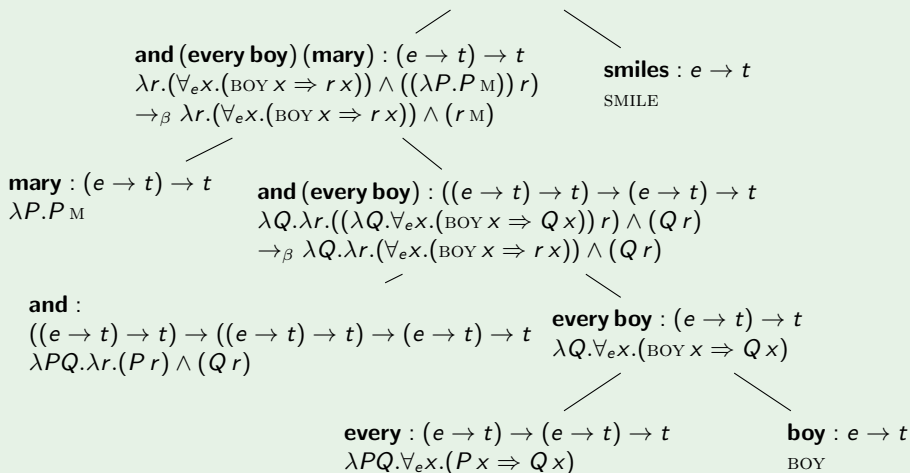 and (every boy) (mary) : (e → t) → t
λr.(∀ₑx.(BOY x ⇒ r x)) ∧ ((λP.P M)) r)
→β λr.(∀ₑx.(BOY x ⇒ r x)) ∧ (r M)
smiles : e → t
SMILE
mary : (e → t) → t
λP.P M
and (every boy) : ((e → t) → t) → (e → t) → t
λQ.λr.((λQ.∀ₑx.(BOY x ⇒ Q x)) r) ∧ (Q r)
→β λQ.λr.(∀ₑx.(BOY x ⇒ r x)) ∧ (Q r)
and :
((e → t) → t) → ((e → t) → t) → (e → t) → t
λPQ.λr.(P r) ∧ (Q r)
every boy : (e → t) → t
λQ.∀ₑx.(BOY x ⇒ Q x)
every : (e → t) → (e → t) → t
λPQ.∀ₑx.(P x ⇒ Q x)
boy : e → t
BOY